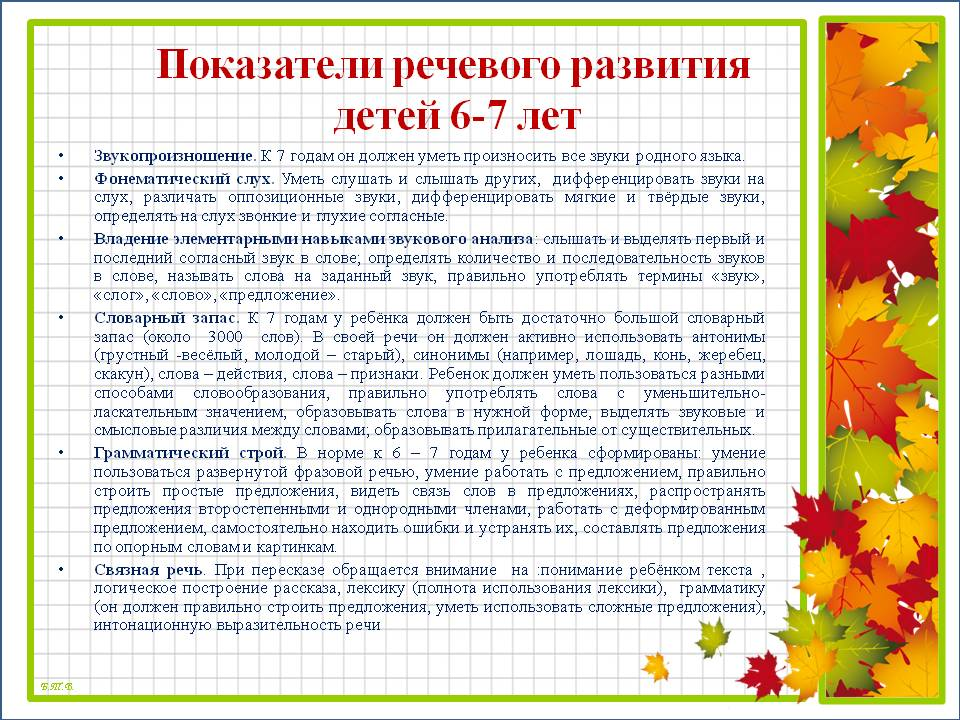 Показатели речевого развития
детей 6-7 лет
• Звукопроизношение. К 7 годам он должен уметь произносить все звуки родного языка.
• Фонематический слух. Уметь слушать и слышать других, дифференцировать звуки на
слух, различать оппозиционные звуки, дифференцировать мягкие и твёрдые звуки,
определять на слух звонкие и глухие согласные.
• Владение элементарными навыками звукового анализа: слышать и выделять первый и
последний согласный звук в слове; определять количество и последовательность звуков
в слове, называть слова на заданный звук, правильно употреблять термины «звук»,
«слог», «слово», «предложение».
• Словарный запас. К 7 годам у ребёнка должен быть достаточно большой словарный
запас (около 3000 слов). В своей речи он должен активно использовать антонимы
(грустный -весёлый, молодой – старый), синонимы (например, лошадь, конь, жеребец,
скакун), слова – действия, слова – признаки. Ребенок должен уметь пользоваться разными
способами словообразования, правильно употреблять слова с уменьшительно-
ласкательным значением, образовывать слова в нужной форме, выделять звуковые и
смысловые различия между словами; образовывать прилагательные от существительных.
• Грамматический строй. В норме к 6 – 7 годам у ребенка сформированы: умение
пользоваться развернутой фразовой речью, умение работать с предложением, правильно
строить простые предложения, видеть связь слов в предложениях, распространять
предложения второстепенными и однородными членами; работать с деформированным
предложением, самостоятельно находить ошибки и устранять их, составлять предложения
по опорным словам и картинкам.
• Связная речь. При пересказе обращается внимание на :понимание ребёнком текста ,
логическое построение рассказа, лексику (полнота использования лексики), грамматику
(он должен правильно строить предложения, уметь использовать сложные предложения),
интонационную выразительность речи
Б.Т.В.